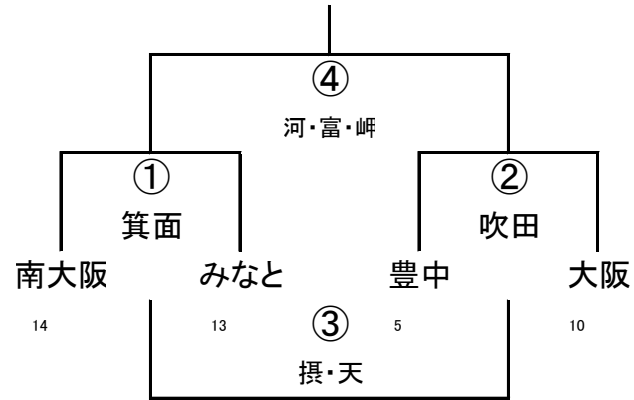 ④
河・富・岬
① ②
箕面 吹田
南大阪 みなと 豊中 大阪
14 13 ③ 5 10
摂・天